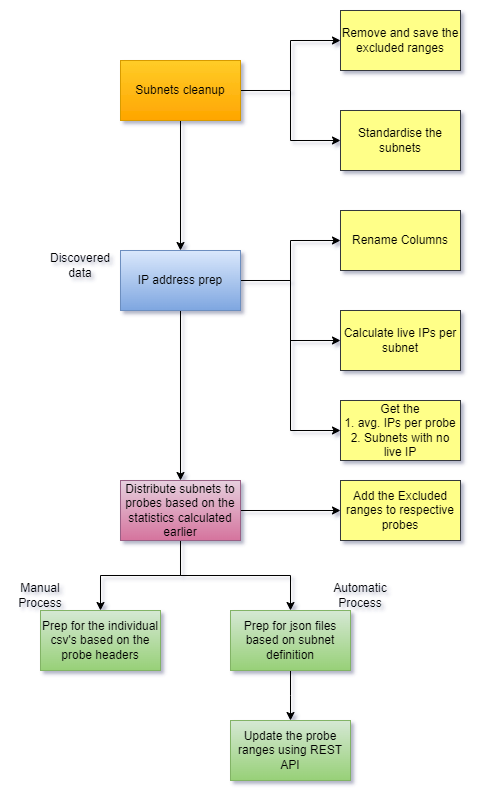 Remove and save the
excluded ranges
Subnets cleanup
Standardise the
subnets
Rename Columns
Discovered
data
IP address prep
Calculate live IPs per
subnet
Get the
1. avg. IPs per probe
2. Subnets with no
live IP
Distribute subnets to
probes based on the
statistics calculated
earlier
Add the Excluded
ranges to respective
probes
Manual
Process
Automatic
Process
Prep for the individual
csv's based on the
probe headers
Prep for json files
based on subnet
definition
Update the probe
ranges using REST
API